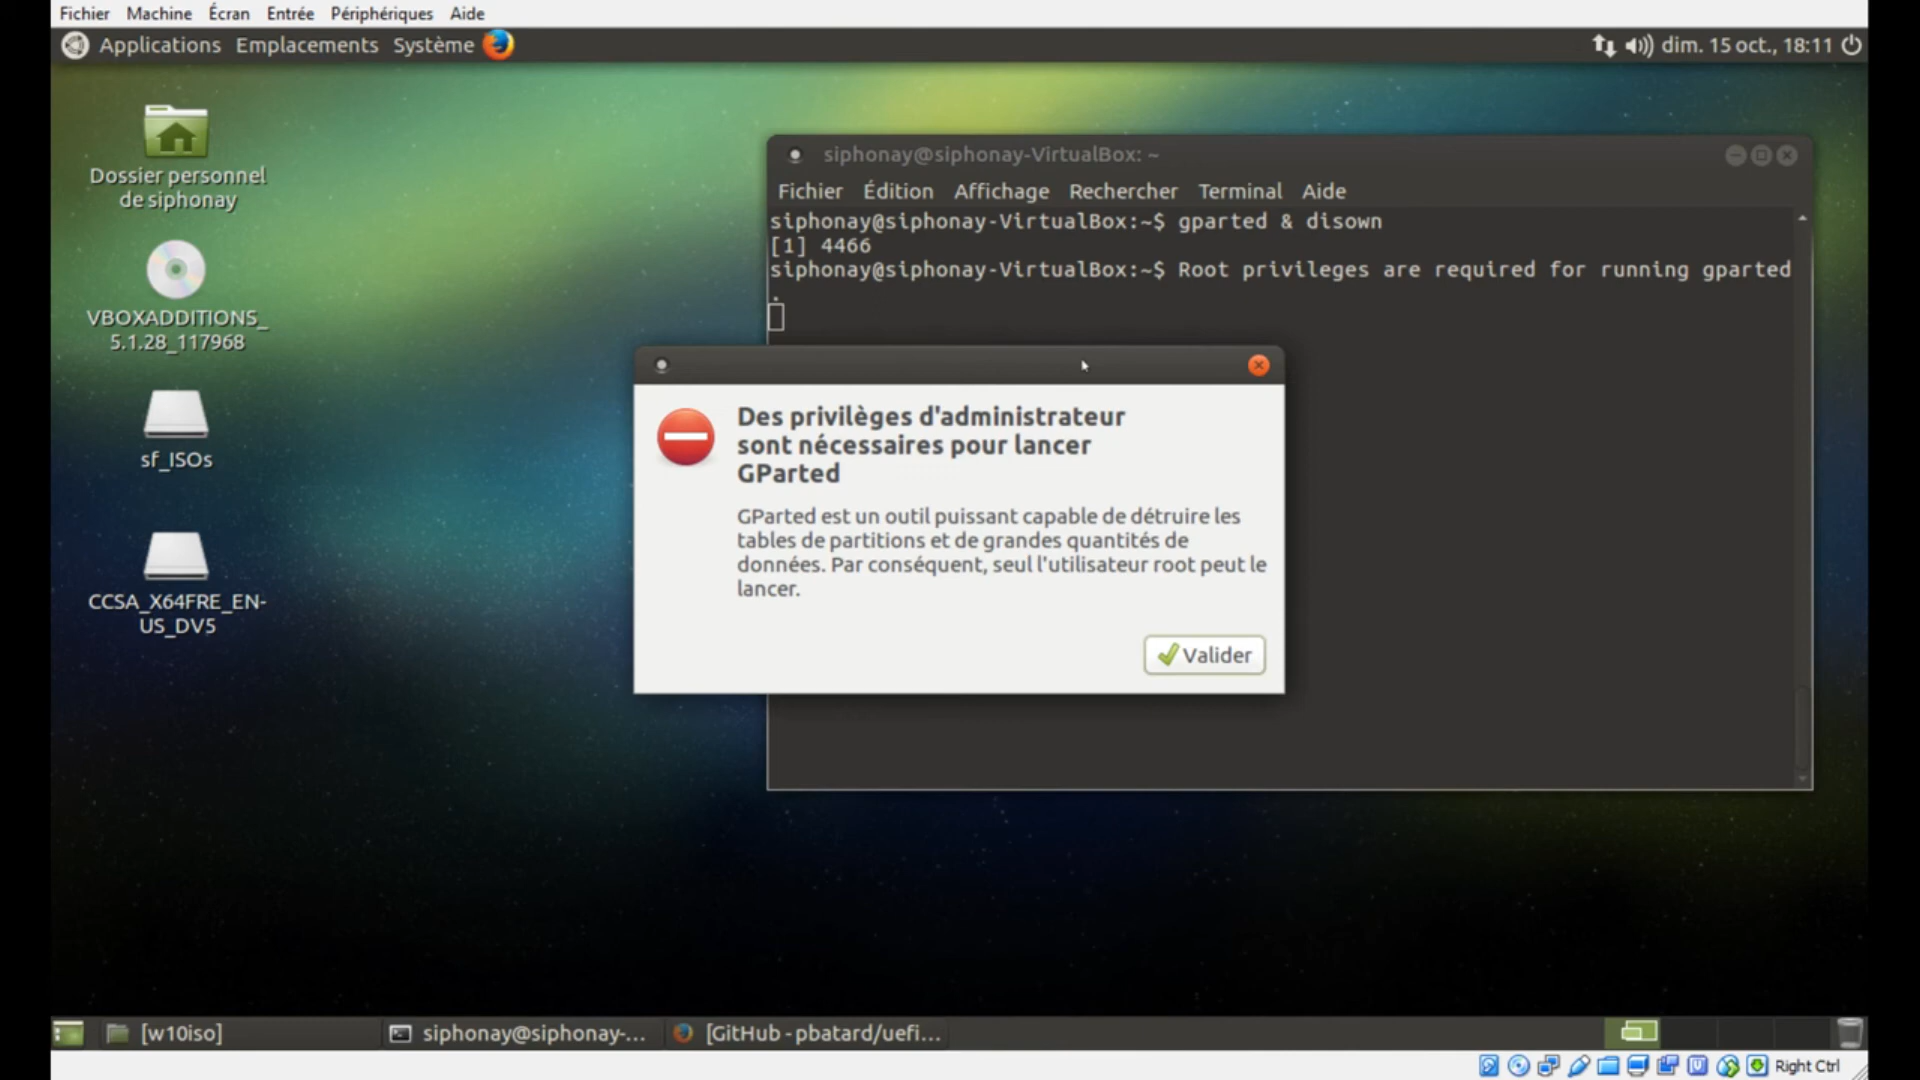 Fichier Machine Écran Entrée Périphériques Aide
Applications Emplacements Système
dim. 15 oct., 18:11
Dossier personnel
de siphonay
VBOXADDITIONS_
5.1.28_117968
sf_ISOs
CCSA_X64FRE_EN-
US_DV5
siphonay@siphonay-VirtualBox: ~
Fichier Édition Affichage Rechercher Terminal Aide
siphonay@siphonay-VirtualBox:~$ gparted & disown
[1] 4466
siphonay@siphonay-VirtualBox:~$ Root privileges are required for running gparted
.
Des privilèges d'administrateur
sont nécessaires pour lancer
GParted
GParted est un outil puissant capable de détruire les
tables de partitions et de grandes quantités de
données. Par conséquent, seul l'utilisateur root peut le
lancer.
Valider
[w10iso]
siphonay@siphonay-...
[GitHub - pbatard/uefi...
Right Ctrl